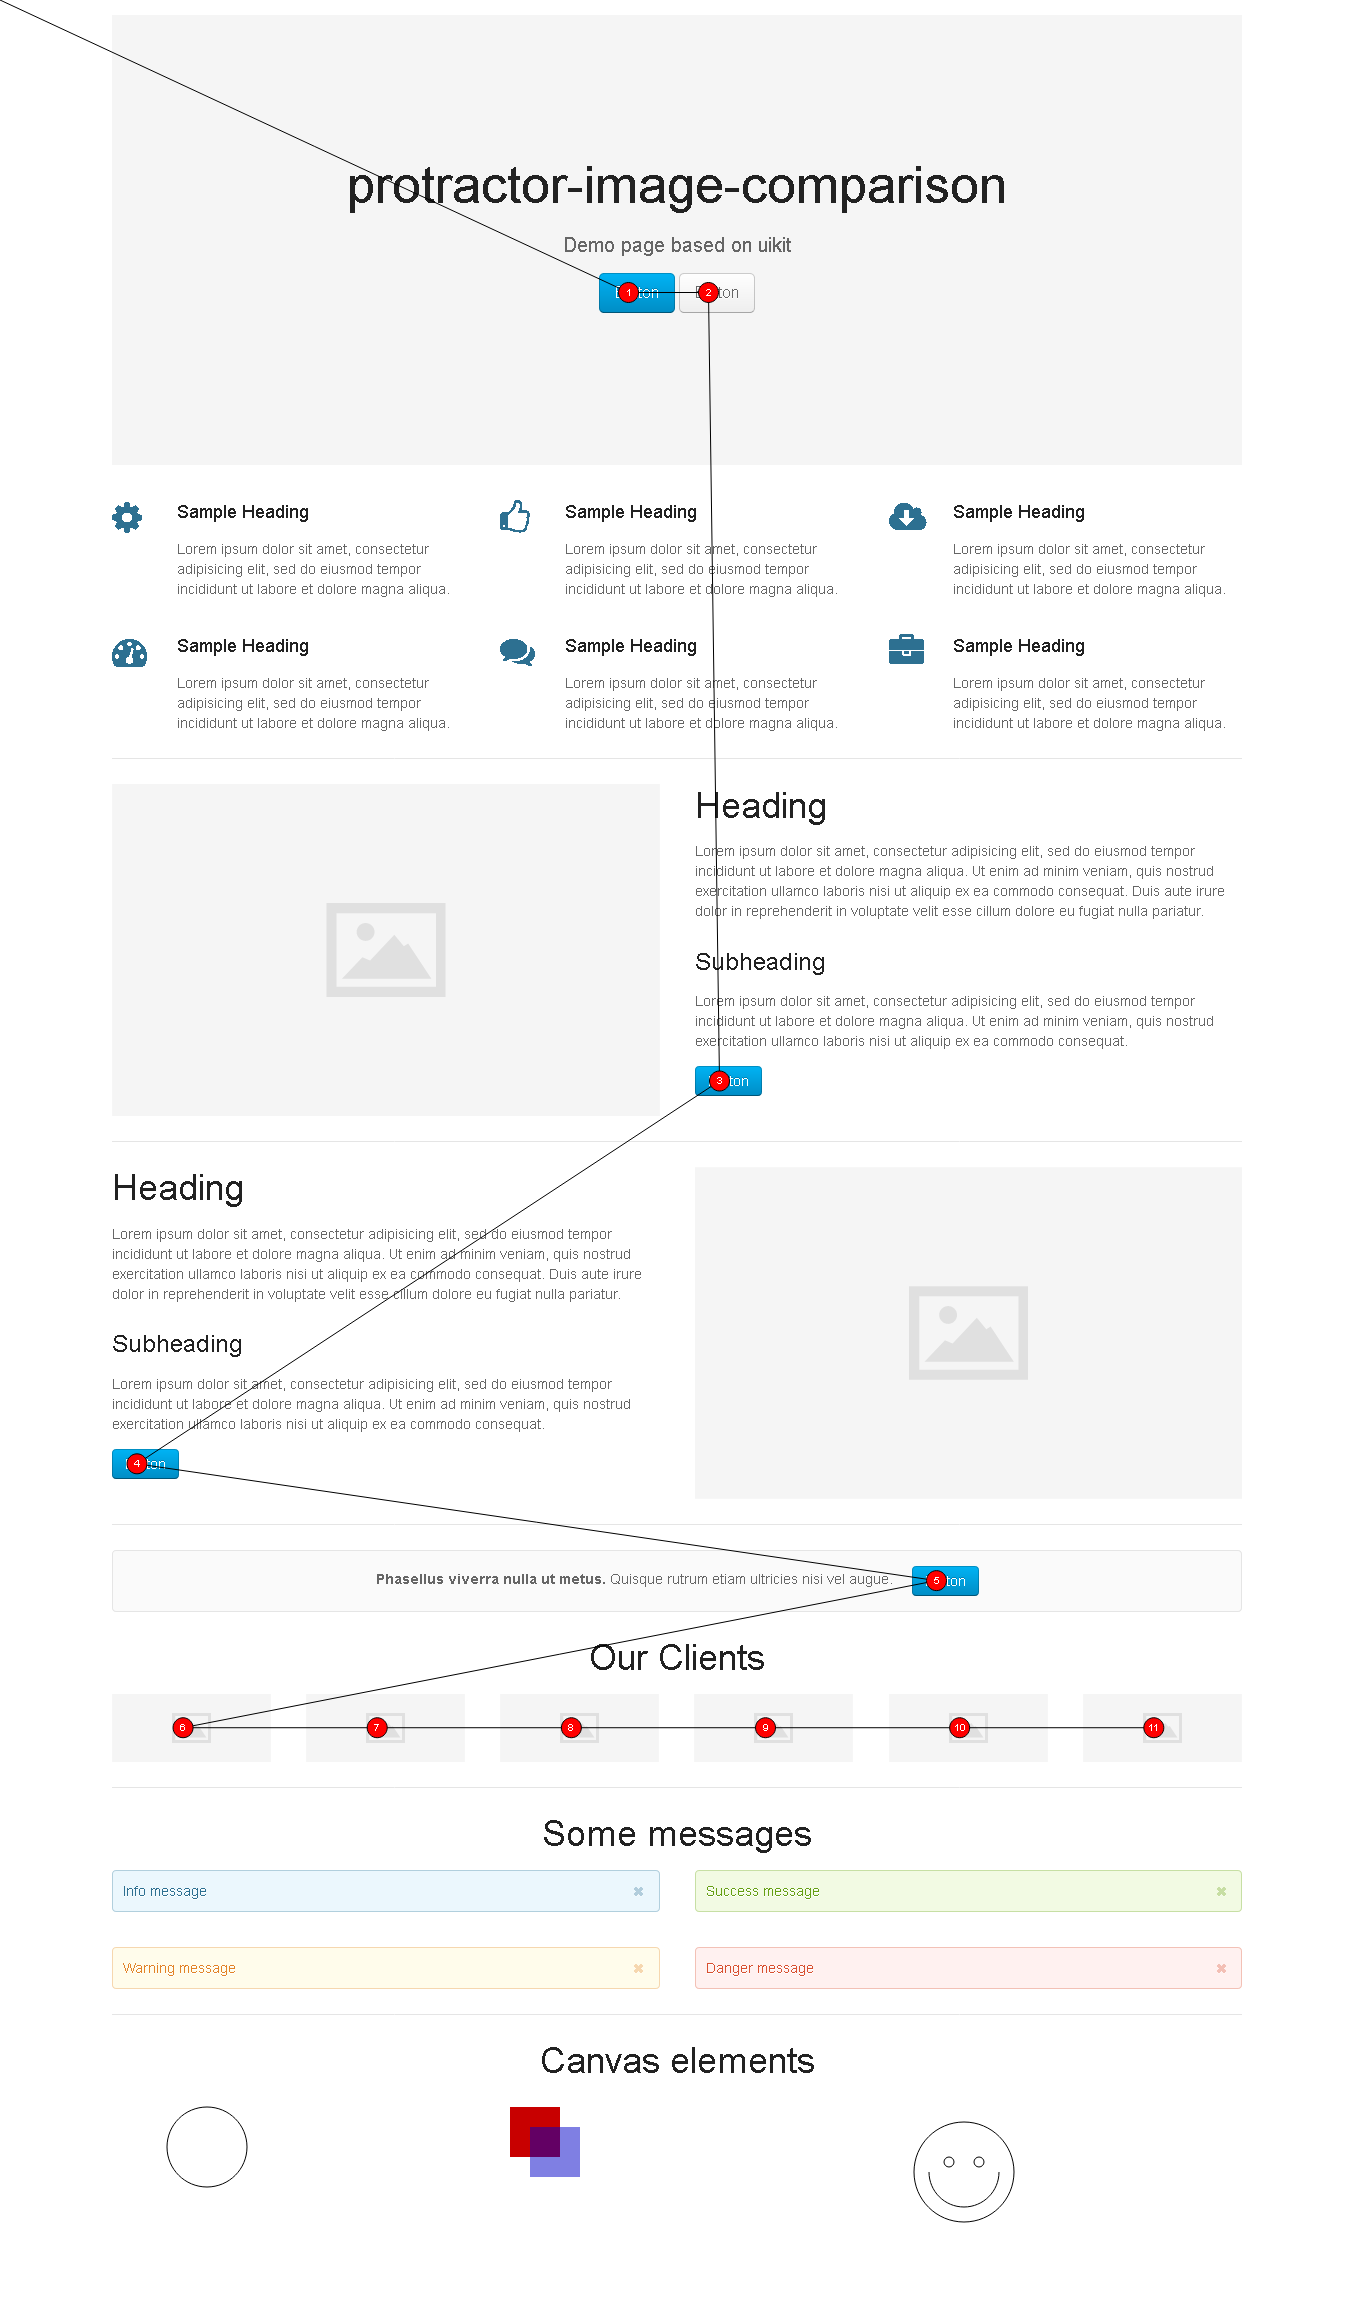 protractor-image-comparison
Demo page based on uikit
1 2
Sample Heading
Lorem ipsum dolor sit amet, consectetur
adipisicing elit, sed do eiusmod tempor
incididunt ut labore et dolore magna aliqua.
Sample Heading
Lorem ipsum dolor sit amet, consectetur
adipisicing elit, sed do eiusmod tempor
incididunt ut labore et dolore magna aliqua.
Sample Heading
Lorem ipsum dolor sit amet, consectetur
adipisicing elit, sed do eiusmod tempor
incididunt ut labore et dolore magna aliqua.
Sample Heading
Lorem ipsum dolor sit amet, consectetur
adipisicing elit, sed do eiusmod tempor
incididunt ut labore et dolore magna aliqua.
Sample Heading
Lorem ipsum dolor sit amet, consectetur
adipisicing elit, sed do eiusmod tempor
incididunt ut labore et dolore magna aliqua.
Sample Heading
Lorem ipsum dolor sit amet, consectetur
adipisicing elit, sed do eiusmod tempor
incididunt ut labore et dolore magna aliqua.
Heading
Lorem ipsum dolor sit amet, consectetur adipisicing elit, sed do eiusmod tempor
incididunt ut labore et dolore magna aliqua. Ut enim ad minim veniam, quis nostrud
exercitation ullamco laboris nisi ut aliquip ex ea commodo consequat. Duis aute irure
dolor in reprehenderit in voluptate velit esse cillum dolore eu fugiat nulla pariatur.
Subheading
Lorem ipsum dolor sit amet, consectetur adipisicing elit, sed do eiusmod tempor
incididunt ut labore et dolore magna aliqua. Ut enim ad minim veniam, quis nostrud
exercitation ullamco laboris nisi ut aliquip ex ea commodo consequat.
3
Heading
Lorem ipsum dolor sit amet, consectetur adipisicing elit, sed do eiusmod tempor
incididunt ut labore et dolore magna aliqua. Ut enim ad minim veniam, quis nostrud
exercitation ullamco laboris nisi ut aliquip ex ea commodo consequat. Duis aute irure
dolor in reprehenderit in voluptate velit esse cillum dolore eu fugiat nulla pariatur.
Subheading
Lorem ipsum dolor sit amet, consectetur adipisicing elit, sed do eiusmod tempor
incididunt ut labore et dolore magna aliqua. Ut enim ad minim veniam, quis nostrud
exercitation ullamco laboris nisi ut aliquip ex ea commodo consequat.
4
Phasellus viverra nulla ut metus. Quisque rutrum etiam ultricies nisi vel augue. 5
Our Clients
6 7 8 9 10 11
Some messages
Info message
Success message
Warning message
Danger message
Canvas elements